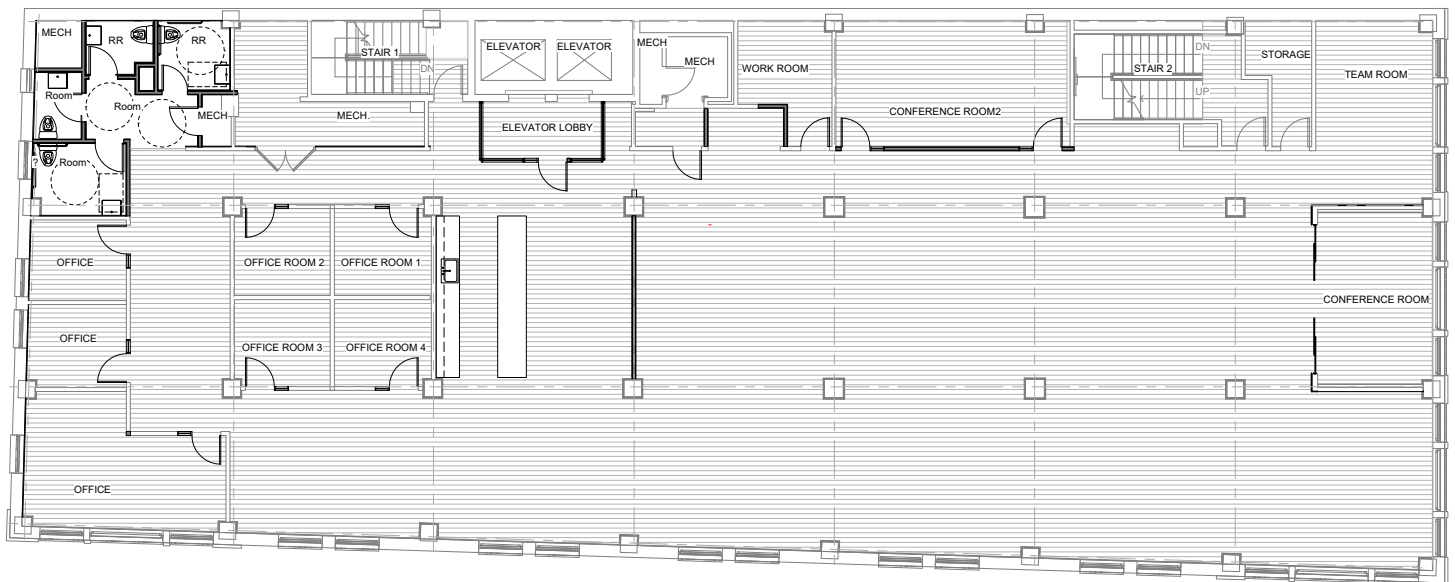 MECH
RR
RR
STAIR 1
DN
ELEVATOR
ELEVATOR
MECH
MECH
WORK ROOM
CONFERENCE ROOM2
DN
STAIR 2
UP
STORAGE
TEAM ROOM
Room
Room
MECH
MECH.
ELEVATOR LOBBY
?
Room
OFFICE
OFFICE ROOM 2
OFFICE ROOM 1
CONFERENCE ROOM
OFFICE
OFFICE ROOM 3
OFFICE ROOM 4
OFFICE